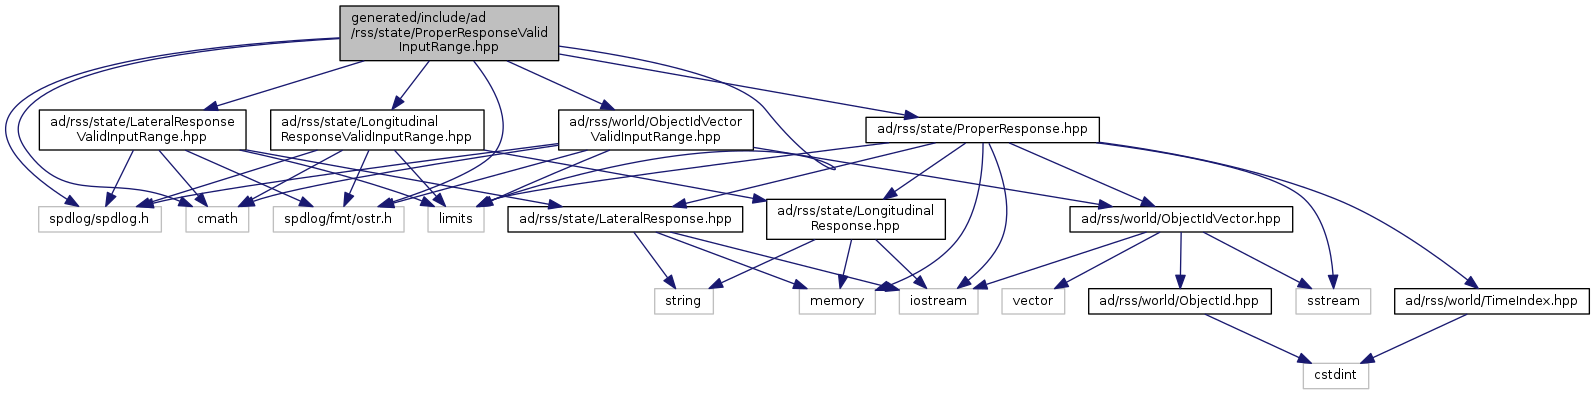 generated/include/ad
/rss/state/ProperResponseValid
InputRange.hpp
ad/rss/state/LateralResponse
ValidInputRange.hpp
ad/rss/state/Longitudinal
ResponseValidInputRange.hpp
ad/rss/world/ObjectIdVector
ValidInputRange.hpp
ad/rss/state/ProperResponse.hpp
spdlog/spdlog.h
cmath
spdlog/fmt/ostr.h
limits
ad/rss/state/LateralResponse.hpp
ad/rss/state/Longitudinal
Response.hpp
ad/rss/world/ObjectIdVector.hpp
string
memory
iostream
vector
ad/rss/world/ObjectId.hpp
sstream
ad/rss/world/TimeIndex.hpp
cstdint